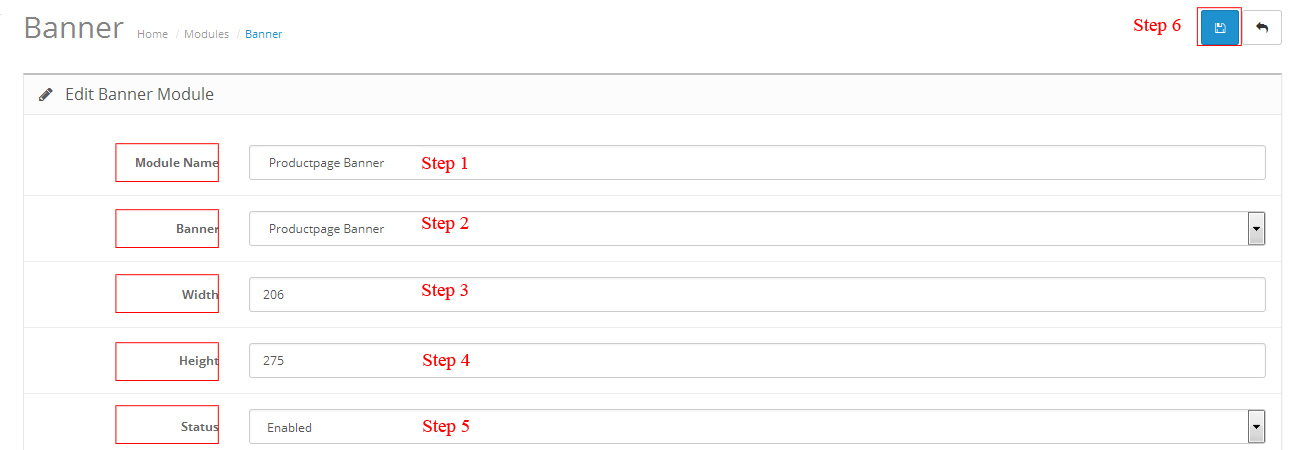 Banner Home / Modules / Banner Step 6
Edit Banner Module
Module Name Productpage Banner Step 1
Banner Productpage Banner Step 2
Width 206 Step 3
Height 275 Step 4
Status Enabled Step 5